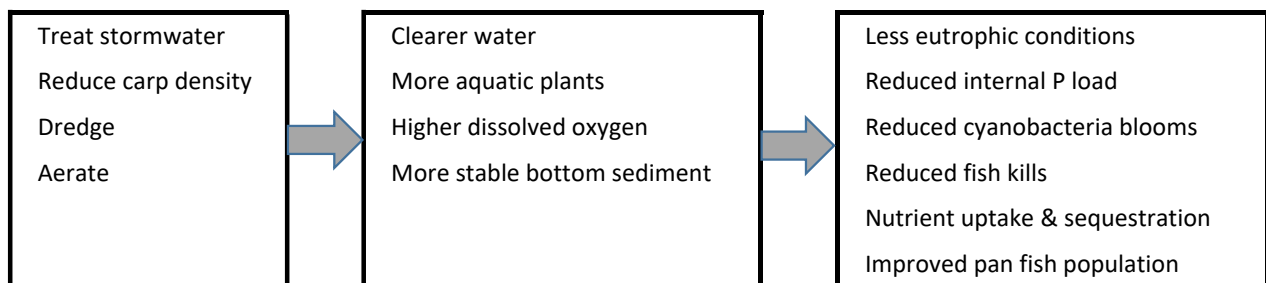 Treat stormwater
Reduce carp density
Dredge
Aerate
Clearer water
More aquatic plants
Higher dissolved oxygen
More stable bottom sediment
Less eutrophic conditions
Reduced internal P load
Reduced cyanobacteria blooms
Reduced fish kills
Nutrient uptake & sequestration
Improved pan fish population